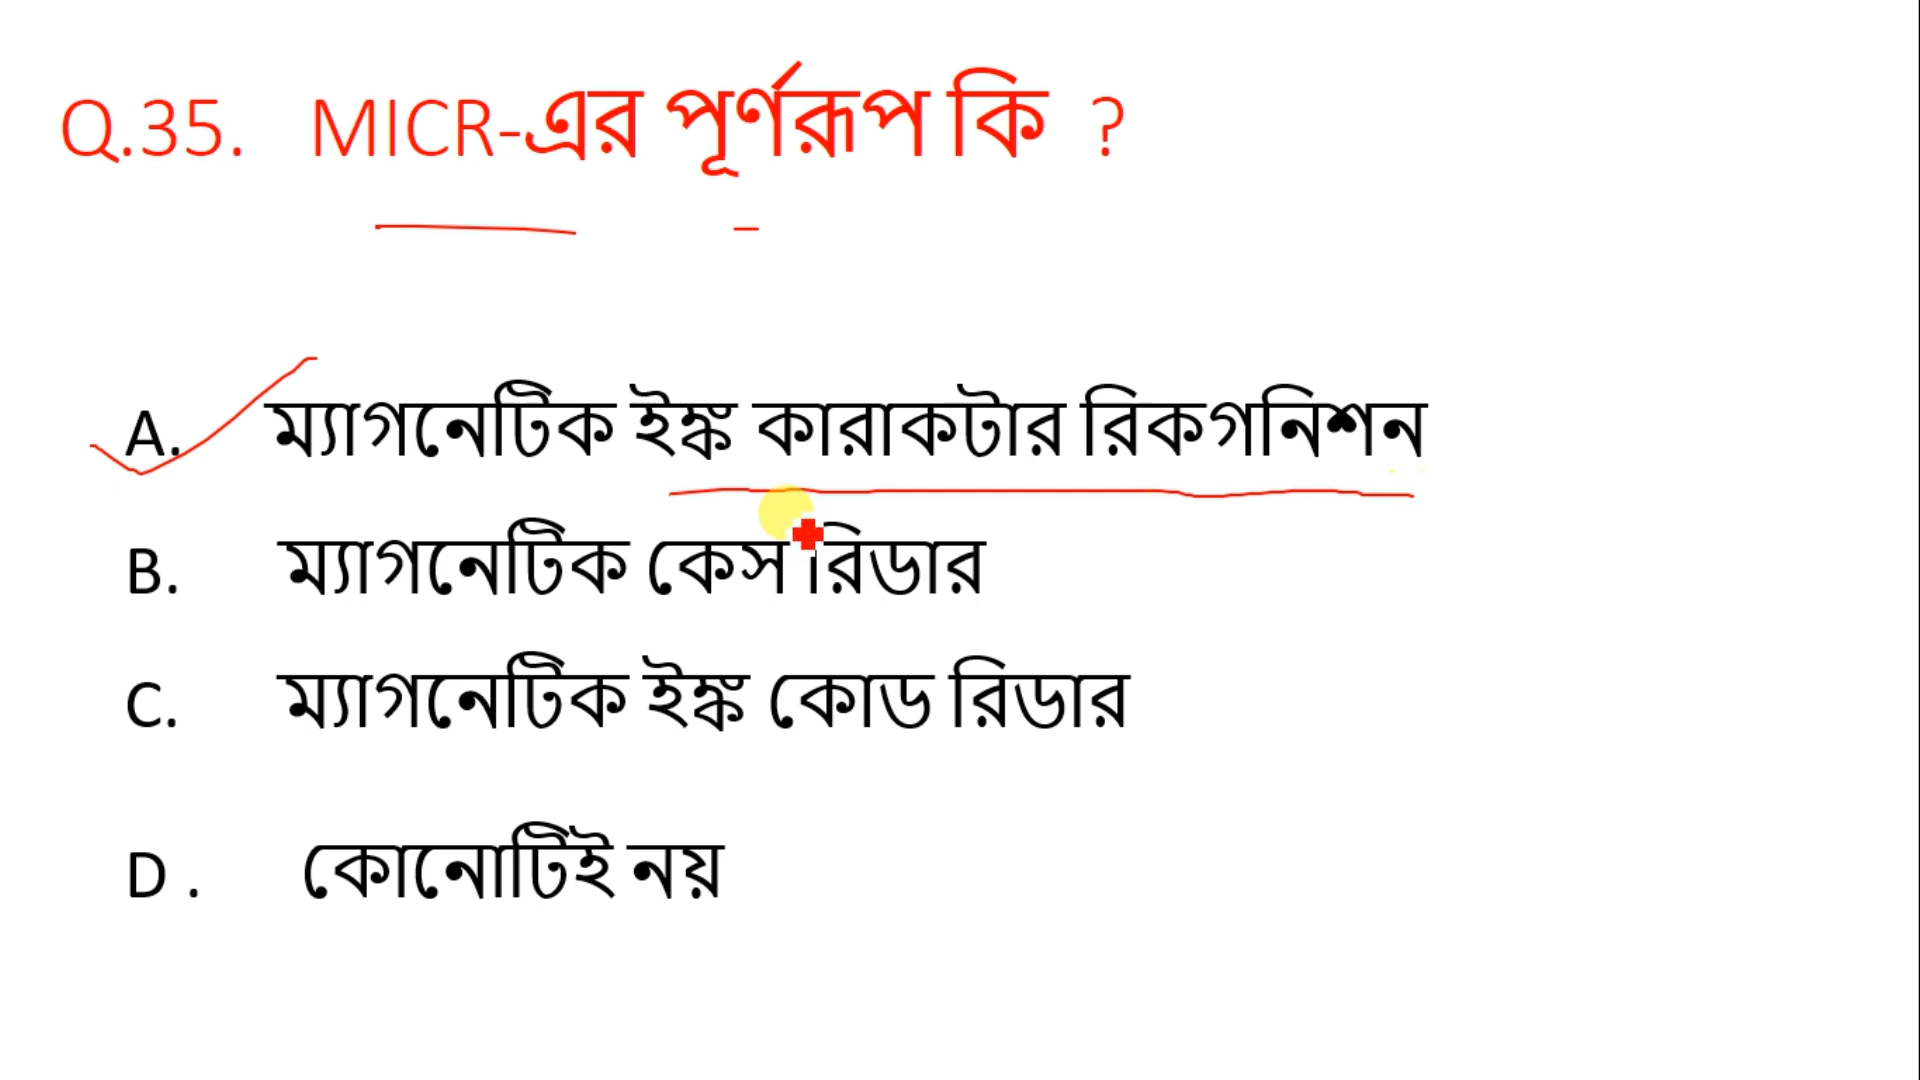 Q.35. MICR-এর পূর্ণরূপ কি ?
A. ম্যাগনেটিক ইঙ্ক কারাকটার রিকগনিশন
B. ম্যাগনেটিক কেস রিডার
C. ম্যাগনেটিক ইঙ্ক কোড রিডার
D . কোনোটিই নয়